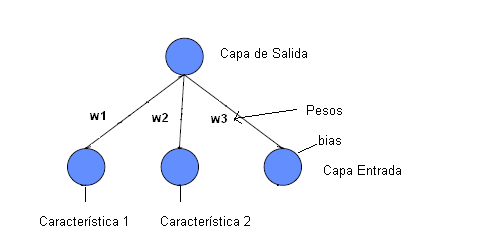 Capa de Salida
w1
w2
w3
Pesos
bias
Capa Entrada
Característica 1
Característica 2